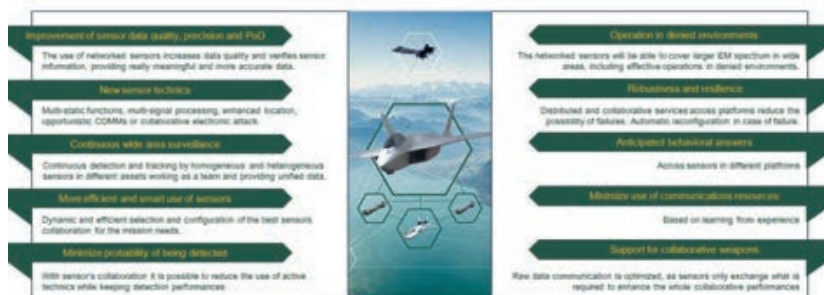 Improvement of sensor data quality, precision and PoD
The use of networked sensors increases data quality and verifies sensor
information, providing really meaningful and more accurate data.
New sensor technics
Multi-static functions, multi-signal processing, enhanced location,
opportunistic COMMs or collaborative electronic attack.
Continuous wide area surveillance
Continuous detection and tracking by homogeneous and heterogeneous
sensors in different assets working as a team and providing unified data.
More efficient and smart use of sensors
Dynamic and efficient selection and configuration of the best sensors
collaboration for the mission needs.
Minimize probability of being detected
With sensor's collaboration it is possible to reduce the use of active
technics while keeping detection performances
Operation in denied environments
The networked sensors will be able to cover larger EM spectrum in wide
areas, including effective operations in denied environments.
Robustness and resilience
Distributed and collaborative services across platforms reduce the
possibility of failures. Automatic reconfiguration in case of failure.
Anticipated behavioral answers
Across sensors in different platforms
Minimize use of communications resources
Based on learning from experience
Support for collaborative weapons
Raw data communication is optimized, as sensors only exchange what is
required to enhance the whole collaborative performances